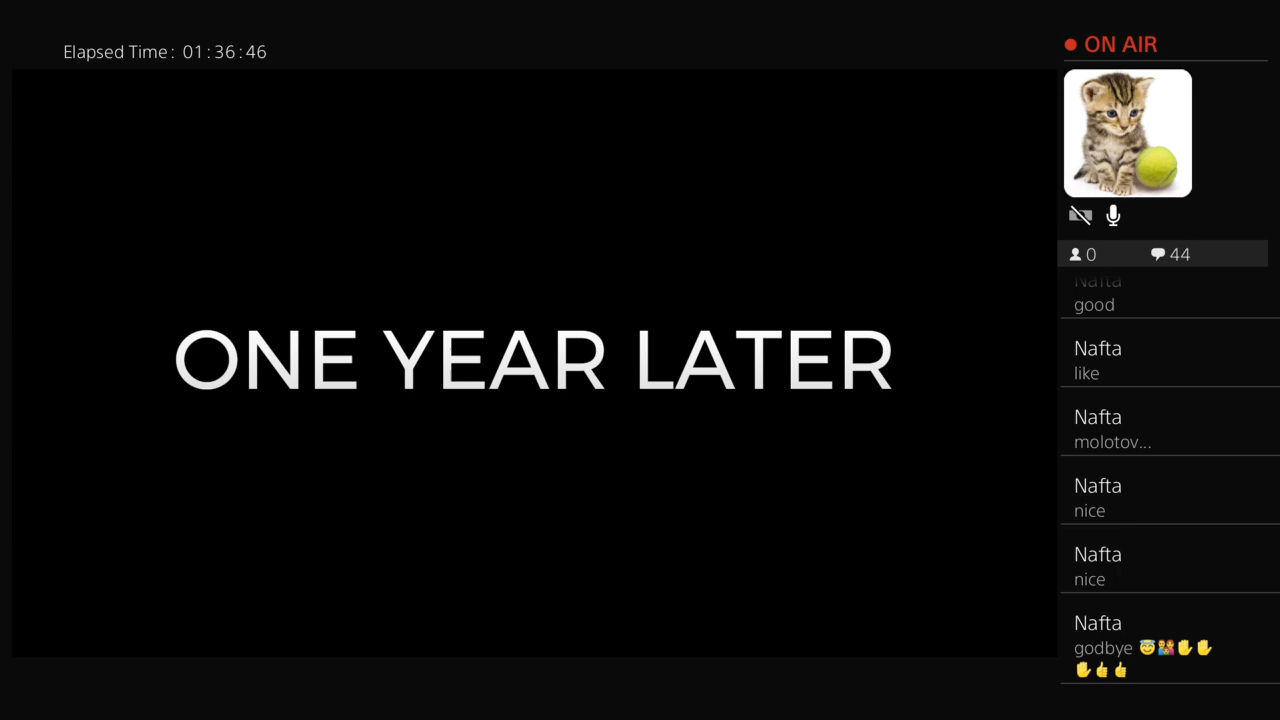 Elapsed Time: 01:36:46
ON AIR
0 44
Nafta
good
Nafta
like
Nafta
molotov...
Nafta
nice
Nafta
nice
Nafta
godbye 😇👨‍👩‍👧‍👦✋✋
✋👍👍
ONE YEAR LATER